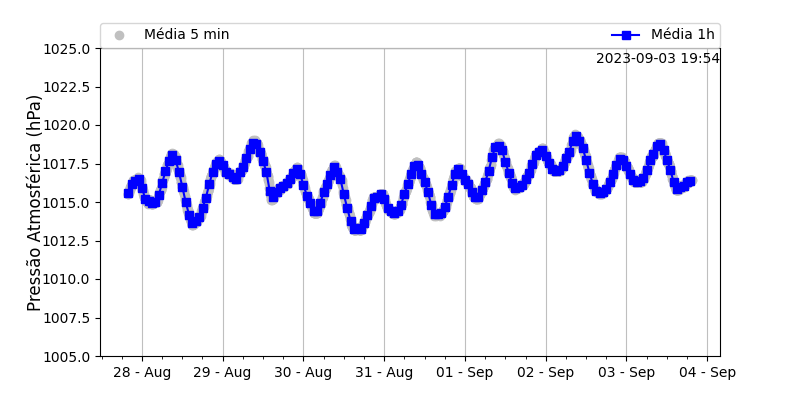 Média 5 min
Média 1h
2023-09-03 19:54
Pressão Atmosférica (hPa)
1025.0
1022.5
1020.0
1017.5
1015.0
1012.5
1010.0
1007.5
1005.0
28 - Aug
29 - Aug
30 - Aug
31 - Aug
01 - Sep
02 - Sep
03 - Sep
04 - Sep